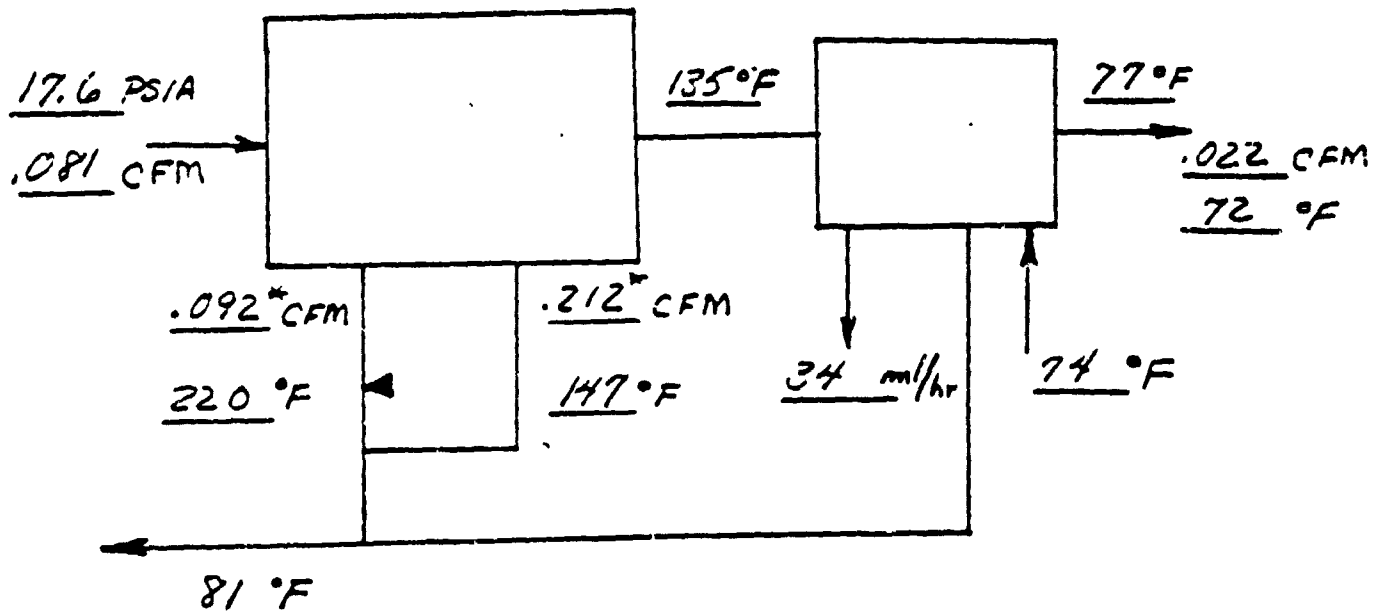 17.6 PSIA
.081 CFM
135°F
77°F
.022 CFM
72 °F
.092* CFM
220 °F
.212* CFM
147 °F
34 ml/hr
74 °F
81 °F